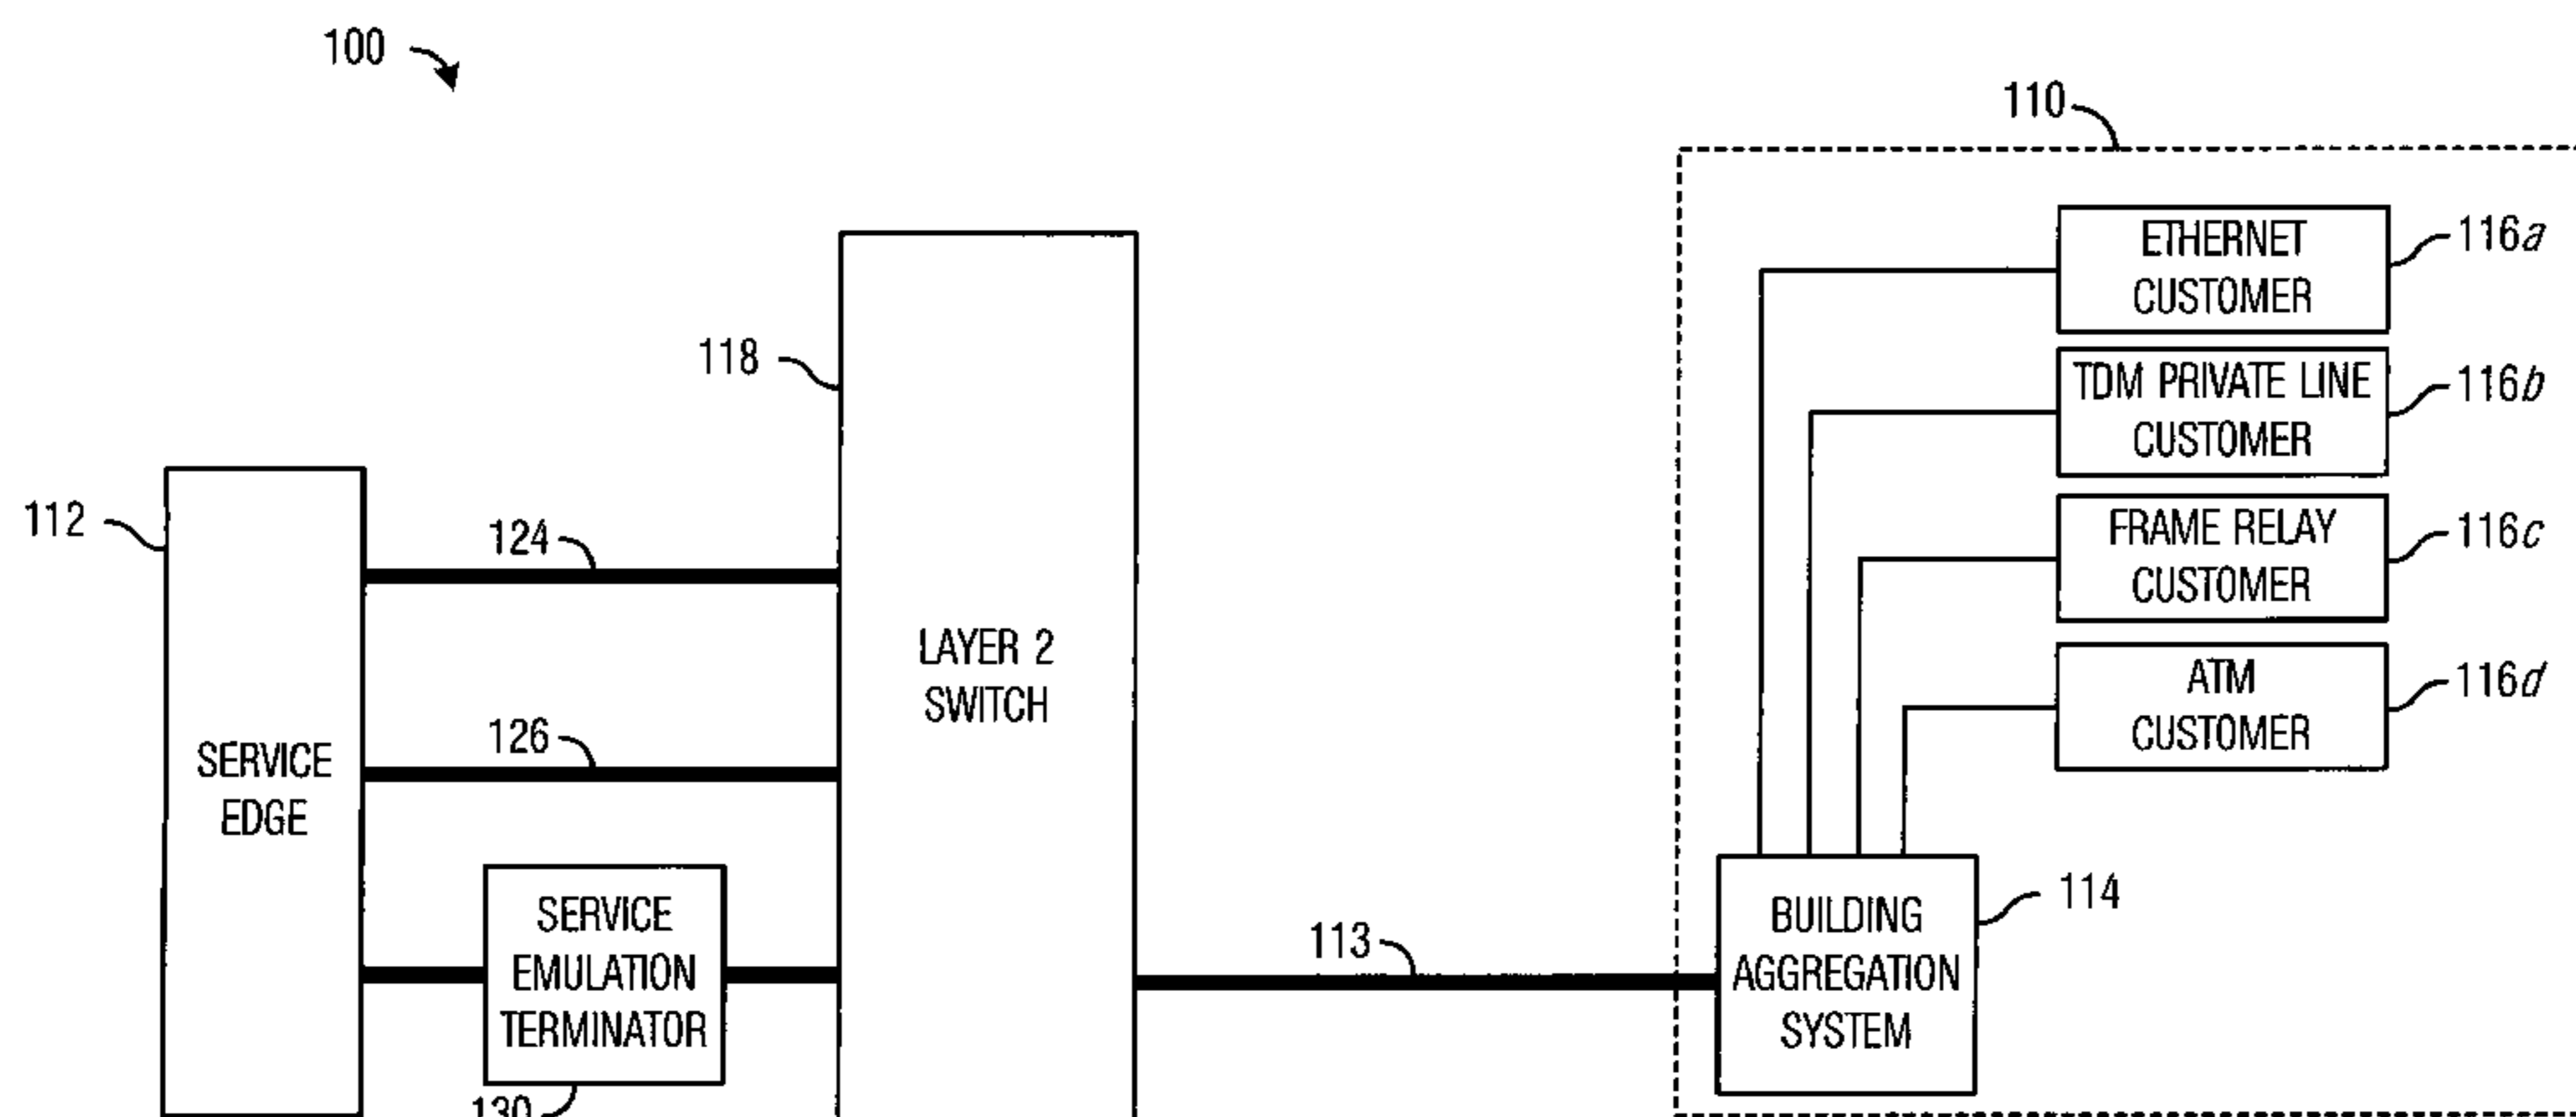 100
110
ETHERNET
CUSTOMER
116a
118
TDM PRIVATE LINE
CUSTOMER
116b
112
124
FRAME RELAY
CUSTOMER
116c
LAYER 2
SWITCH
ATM
CUSTOMER
116d
SERVICE
EDGE
126
SERVICE
EMULATION
TERMINATOR
113
BUILDING
AGGREGATION
SYSTEM
114
130